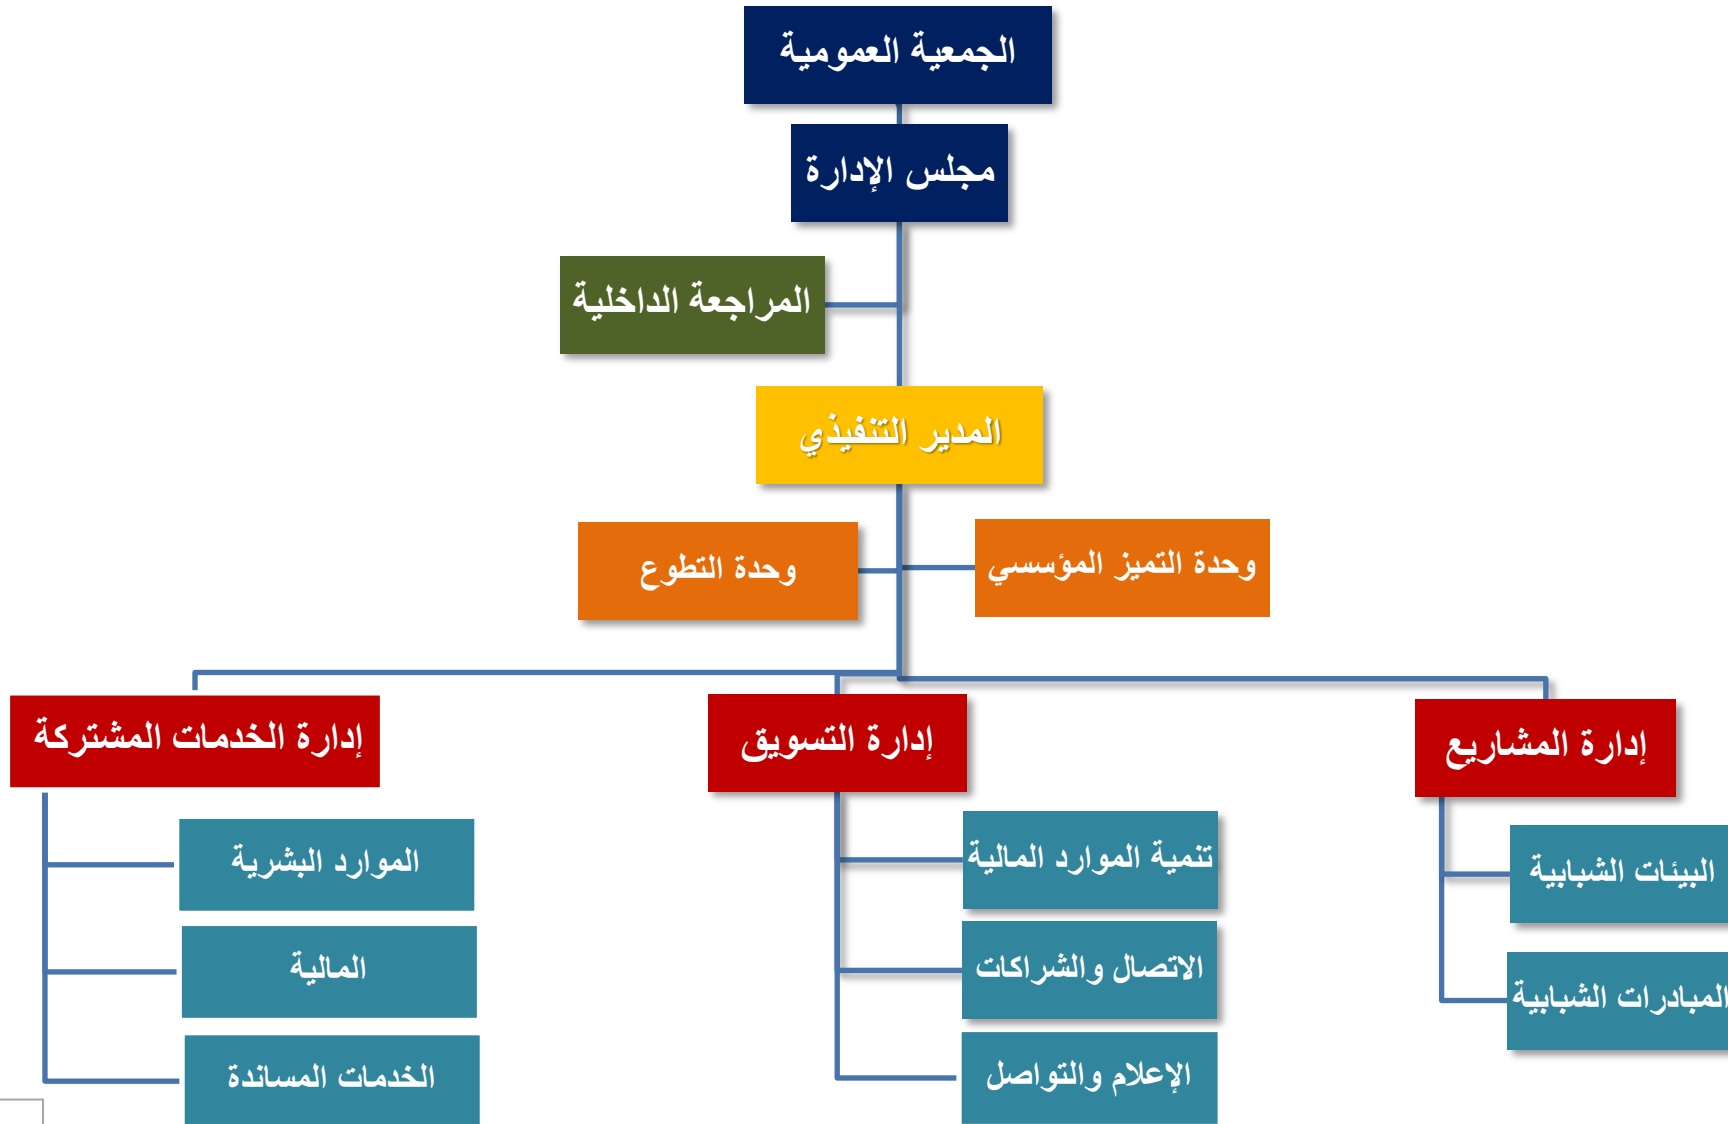 الجمعية العمومية
مجلس الإدارة
المراجعة الداخلية
المدير التنفيذي
وحدة التميز المؤسسي
وحدة التطوع
إدارة المشاريع
إدارة التسويق
إدارة الخدمات المشتركة
البيئات الشبابية
المبادرات الشبابية
تنمية الموارد المالية
الاتصال والشراكات
الإعلام والتواصل
الموارد البشرية
المالية
الخدمات المساندة